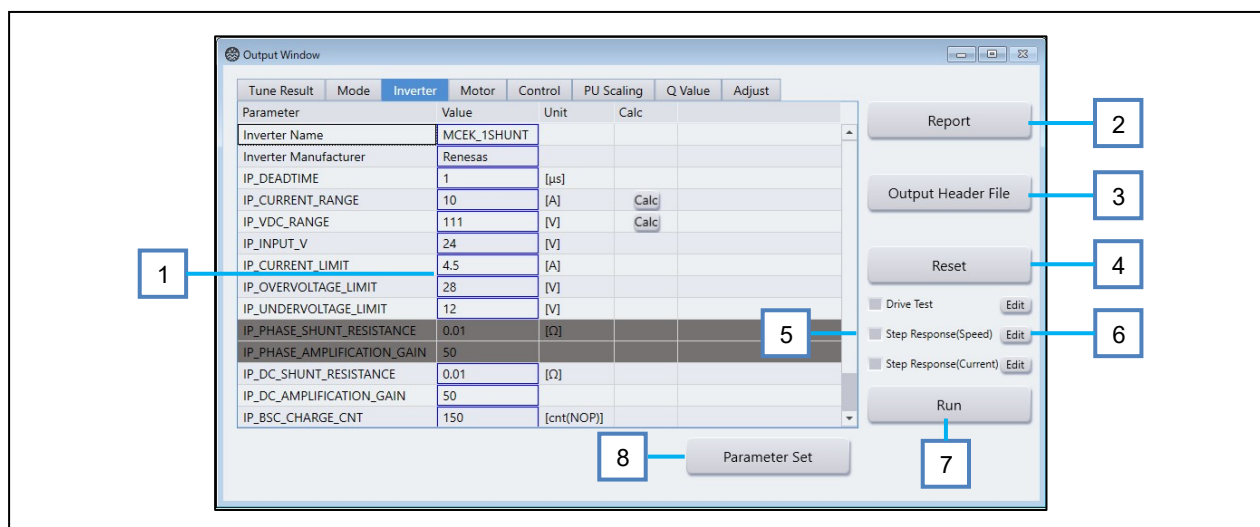 Output Window
Tune Result Mode Inverter Motor Control PU Scaling Q Value Adjust
Parameter Value Unit Calc
Inverter Name MCEK_1SHUNT
Inverter Manufacturer Renesas
IP_DEADTIME 1 [μs]
IP_CURRENT_RANGE 10 [A] Calc
IP_VDC_RANGE 111 [V] Calc
IP_INPUT_V 24 [V]
IP_CURRENT_LIMIT 4.5 [A]
IP_OVERVOLTAGE_LIMIT 28 [V]
IP_UNDERVOLTAGE_LIMIT 12 [V]
IP_PHASE_SHUNT_RESISTANCE 0.01 [Ω]
IP_PHASE_AMPLIFICATION_GAIN 50
IP_DC_SHUNT_RESISTANCE 0.01 [Ω]
IP_DC_AMPLIFICATION_GAIN 50
IP_BSC_CHARGE_CNT 150 [cnt(NOP)]
1
Report
2
Output Header File
3
Reset
4
Drive Test Edit
5
Step Response(Speed) Edit
6
Step Response(Current) Edit
Run
7
8
Parameter Set